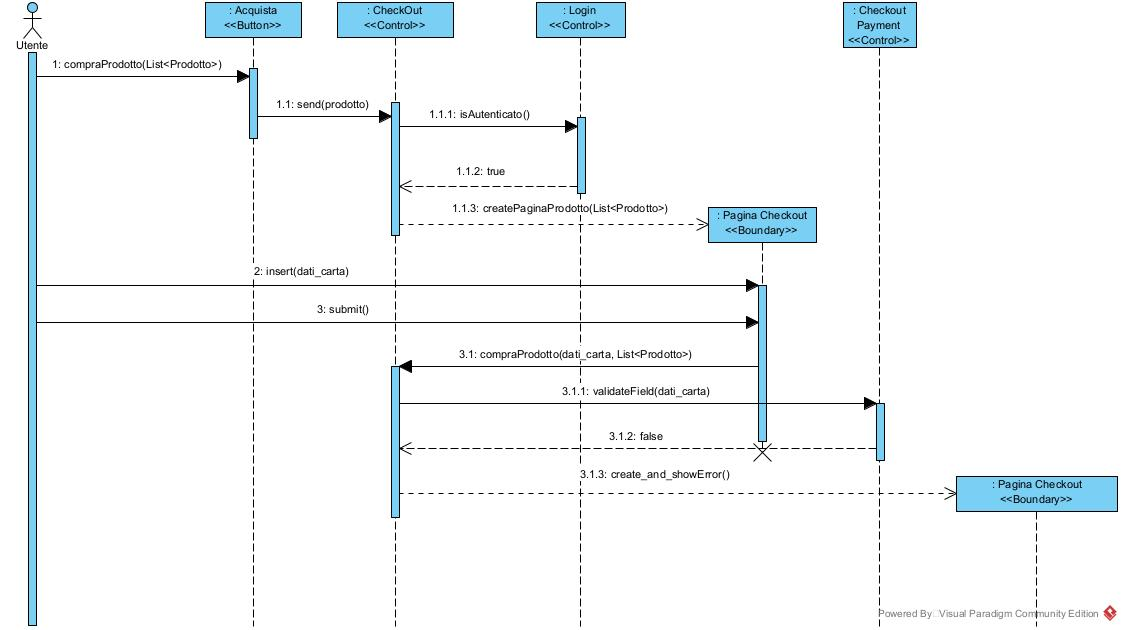 : Acquista
<<Button>>
: CheckOut
<<Control>>
: Login
<<Control>>
: Checkout
Payment
<<Control>>
Utente
1: compraProdotto(List<Prodotto>)
1.1: send(prodotto)
1.1.1: isAutenticato()
1.1.2: true
1.1.3: createPaginaProdotto(List<Prodotto>)
: Pagina Checkout
<<Boundary>>
2: insert(dati_carta)
3: submit()
3.1: compraProdotto(dati_carta, List<Prodotto>)
3.1.1: validateField(dati_carta)
3.1.2: false
3.1.3: create_and_showError()
: Pagina Checkout
<<Boundary>>
Powered By Visual Paradigm Community Edition